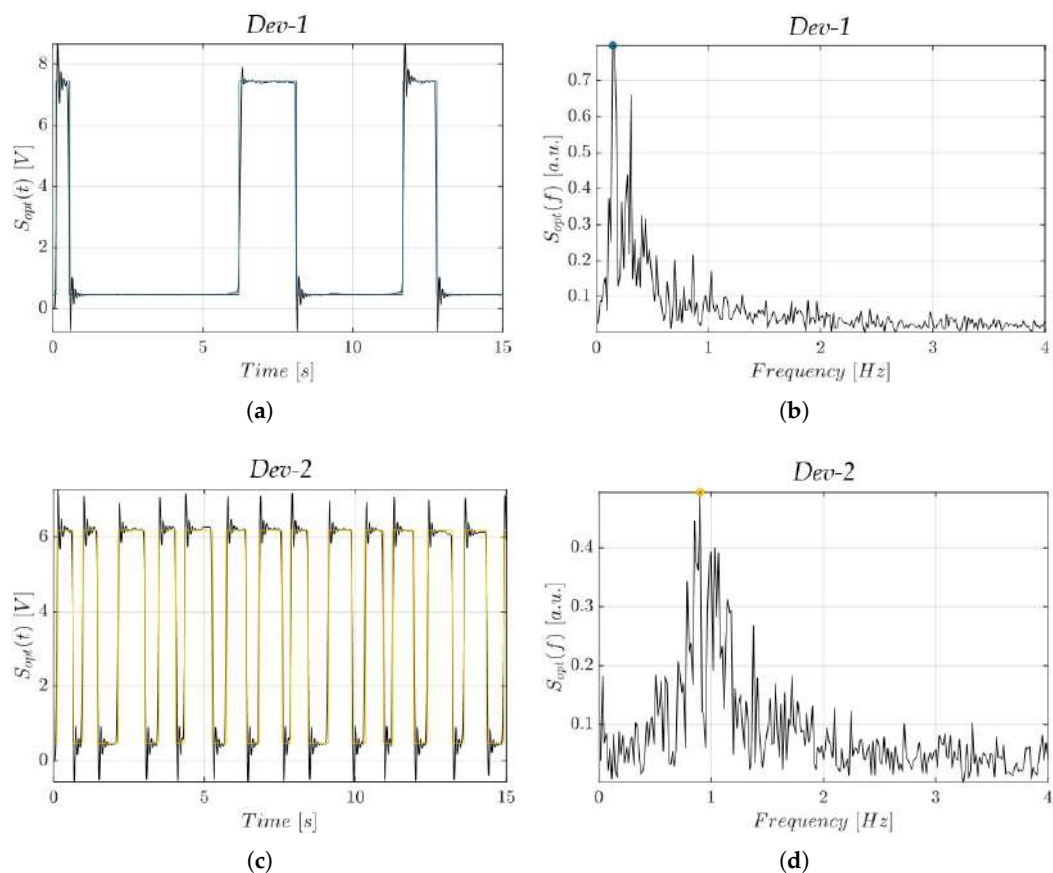 Dev-1
8
6
4
2
0
S_opt(t) [V]
0 5 10 15
Time [s]
(a)
Dev-1
0.7
0.6
0.5
0.4
0.3
0.2
0.1
S_opt(f) [a.u.]
0 1 2 3 4
Frequency [Hz]
(b)
Dev-2
6
4
2
0
S_opt(t) [V]
0 5 10 15
Time [s]
(c)
Dev-2
0.4
0.3
0.2
0.1
S_opt(f) [a.u.]
0 1 2 3 4
Frequency [Hz]
(d)